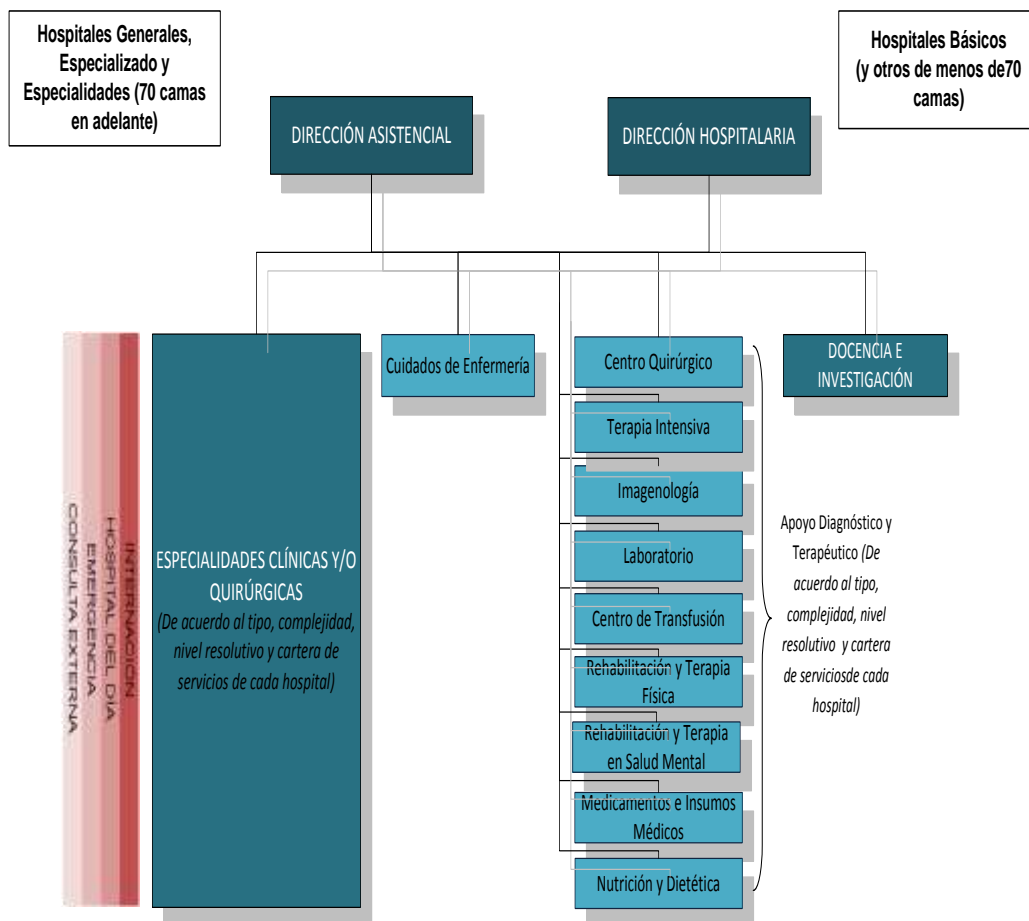 Hospitales Generales,
Especializado y
Especialidades (70 camas
en adelante)
Hospitales Básicos
(y otros de menos de70
camas)
DIRECCIÓN ASISTENCIAL
DIRECCIÓN HOSPITALARIA
INTERNACIÓN
HOSPITAL DEL DÍA
EMERGENCIA
CONSULTA EXTERNA
ESPECIALIDADES CLÍNICAS Y/O
QUIRÚRGICAS
(De acuerdo al tipo, complejidad,
nivel resolutivo y cartera de
servicios de cada hospital)
Cuidados de Enfermería
Centro Quirúrgico
Terapia Intensiva
Imagenología
Laboratorio
Centro de Transfusión
Rehabilitación y Terapia
Física
Rehabilitación y Terapia
en Salud Mental
Medicamentos e Insumos
Médicos
Nutrición y Dietética
DOCENCIA E
INVESTIGACIÓN
Apoyo Diagnóstico y
Terapéutico (De
acuerdo al tipo,
complejidad, nivel
resolutivo y cartera
de serviciosde cada
hospital)